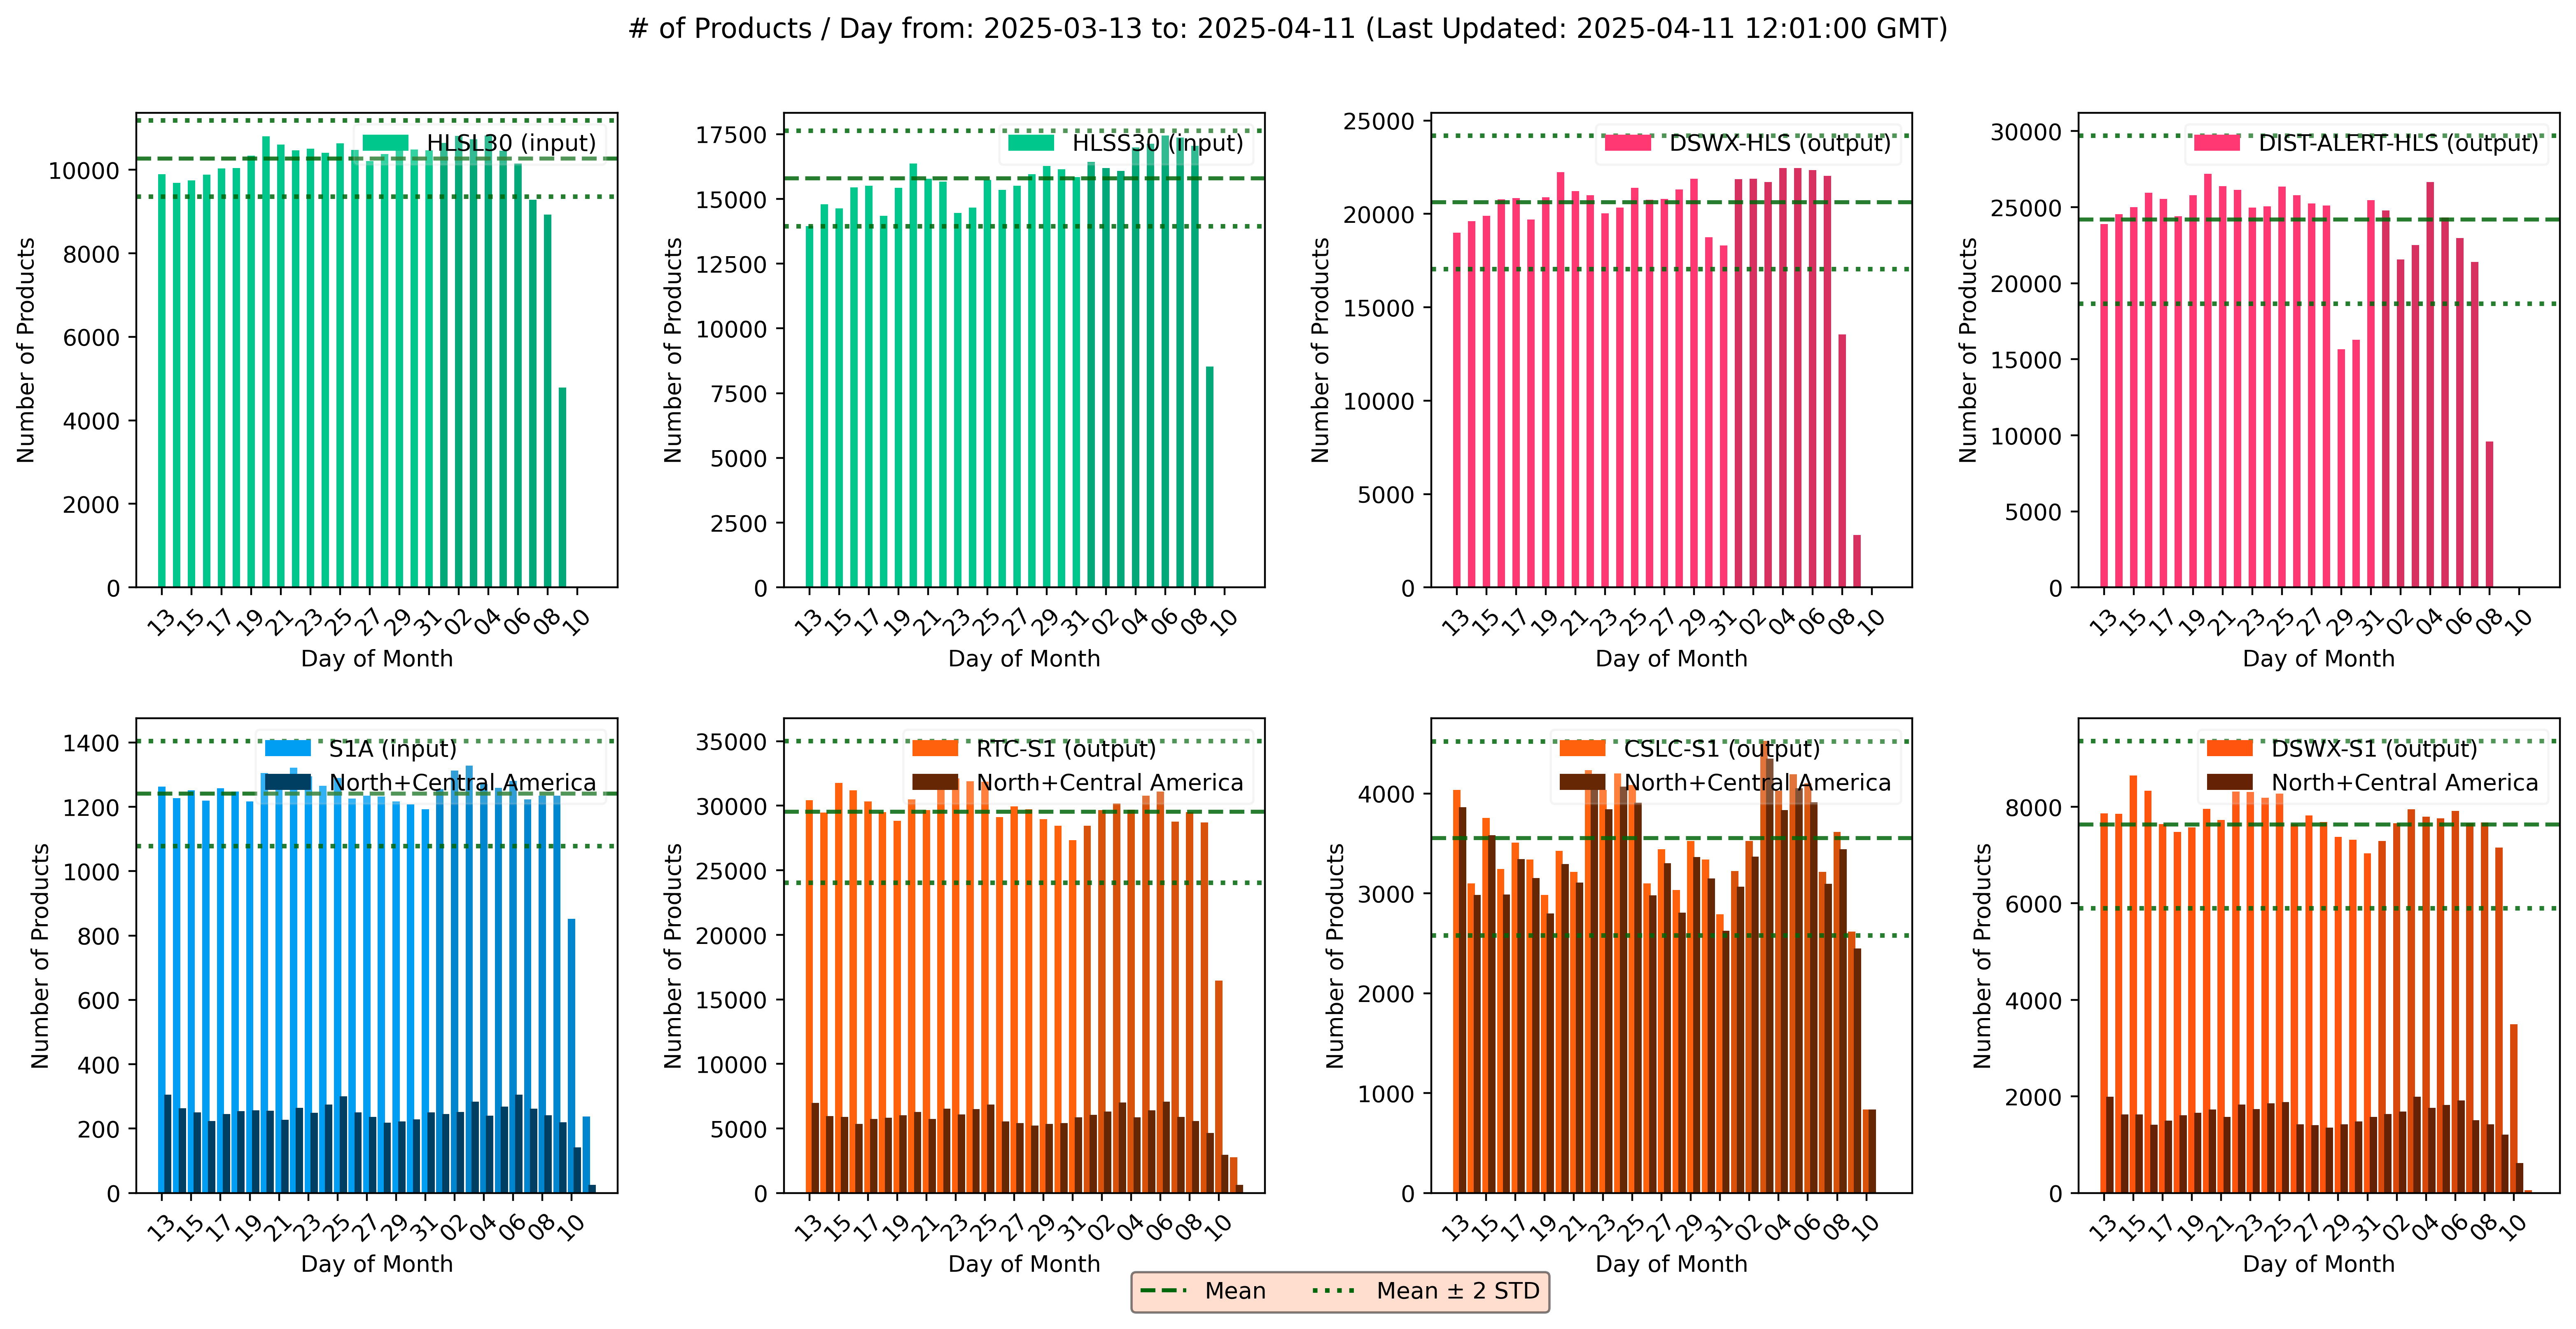 # of Products / Day from: 2025-03-13 to: 2025-04-11 (Last Updated: 2025-04-11 12:01:00 GMT)
HLSL30 (input)
Number of Products
10000
8000
6000
4000
2000
0
13 15 17 19 21 23 25 27 29 31 02 04 06 08 10
Day of Month
HLSS30 (input)
Number of Products
17500
15000
12500
10000
7500
5000
2500
0
13 15 17 19 21 23 25 27 29 31 02 04 06 08 10
Day of Month
DSWX-HLS (output)
Number of Products
25000
20000
15000
10000
5000
0
13 15 17 19 21 23 25 27 29 31 02 04 06 08 10
Day of Month
DIST-ALERT-HLS (output)
Number of Products
30000
25000
20000
15000
10000
5000
0
13 15 17 19 21 23 25 27 29 31 02 04 06 08 10
Day of Month
S1A (input)
North+Central America
Number of Products
1400
1200
1000
800
600
400
200
0
13 15 17 19 21 23 25 27 29 31 02 04 06 08 10
Day of Month
RTC-S1 (output)
North+Central America
Number of Products
35000
30000
25000
20000
15000
10000
5000
0
13 15 17 19 21 23 25 27 29 31 02 04 06 08 10
Day of Month
CSLC-S1 (output)
North+Central America
Number of Products
4000
3000
2000
1000
0
13 15 17 19 21 23 25 27 29 31 02 04 06 08 10
Day of Month
DSWX-S1 (output)
North+Central America
Number of Products
8000
6000
4000
2000
0
13 15 17 19 21 23 25 27 29 31 02 04 06 08 10
Day of Month
Mean
Mean ± 2 STD